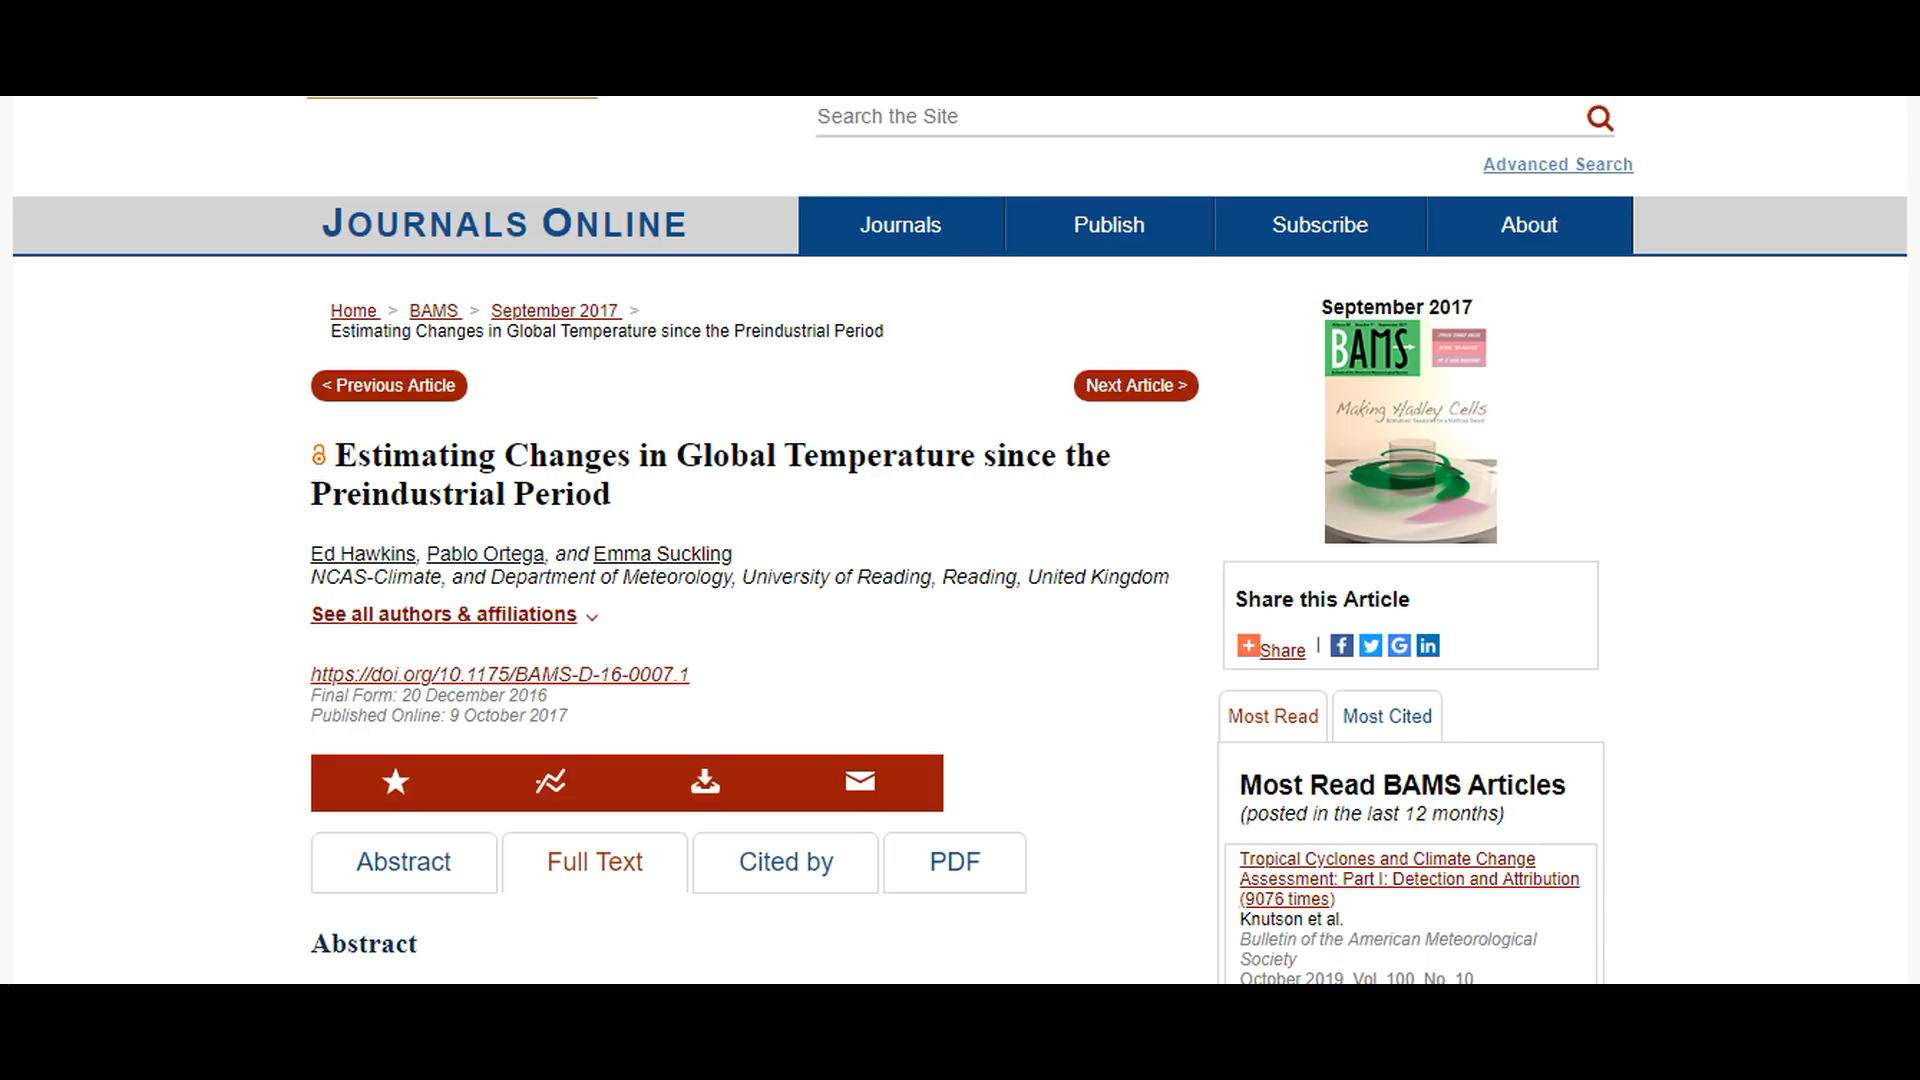 Search the Site
Advanced Search
JOURNALS ONLINE
Journals
Publish
Subscribe
About
Home > BAMS > September 2017 >
Estimating Changes in Global Temperature since the Preindustrial Period
< Previous Article
Next Article >
Estimating Changes in Global Temperature since the
Preindustrial Period
Ed Hawkins, Pablo Ortega, and Emma Suckling
NCAS-Climate, and Department of Meteorology, University of Reading, Reading, United Kingdom
See all authors & affiliations
https://doi.org/10.1175/BAMS-D-16-0007.1
Final Form: 20 December 2016
Published Online: 9 October 2017
Abstract
Full Text
Cited by
PDF
Abstract
September 2017
BAMS
Making Hadley Cells
Share this Article
Share |
Most Read
Most Cited
Most Read BAMS Articles
(posted in the last 12 months)
Tropical Cyclones and Climate Change
Assessment: Part I: Detection and Attribution
(9076 times)
Knutson et al.
Bulletin of the American Meteorological
Society
October 2019, Vol. 100, No. 10